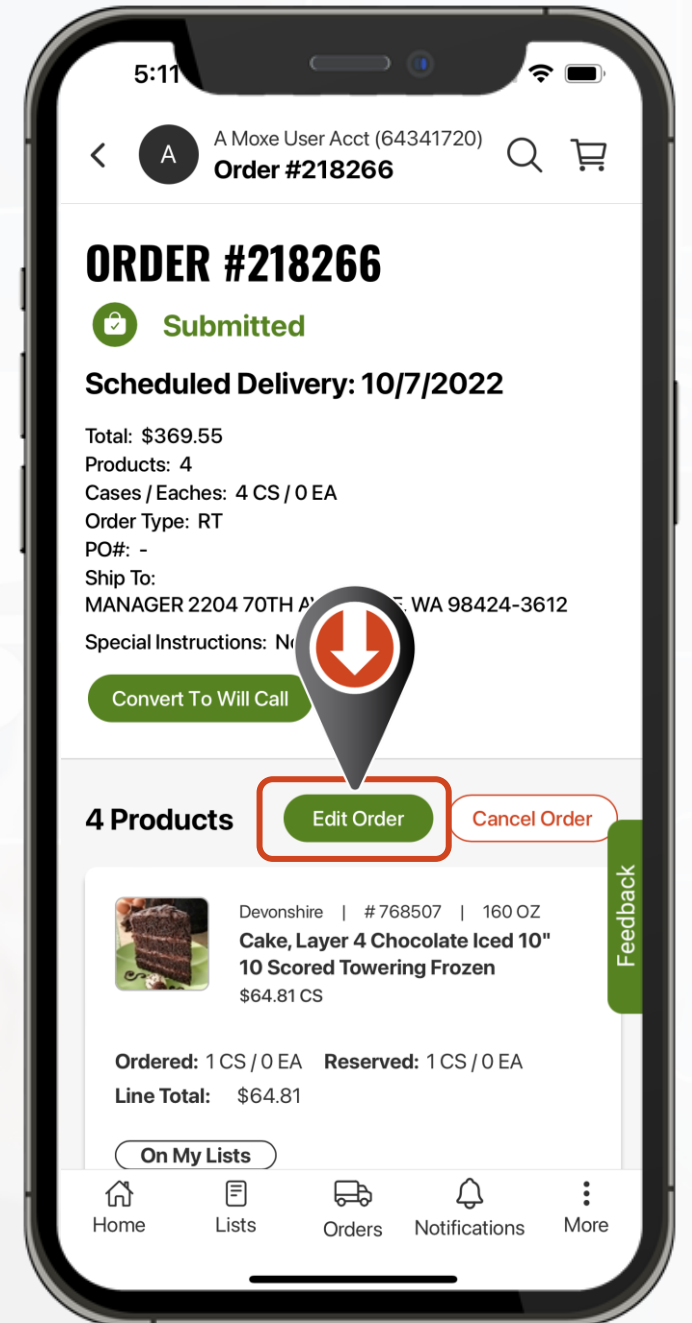 5:11
A
A Moxe User Acct (64341720)
Order #218266
ORDER #218266
Submitted
Scheduled Delivery: 10/7/2022
Total: $369.55
Products: 4
Cases / Eaches: 4 CS / 0 EA
Order Type: RT
PO#: -
Ship To:
MANAGER 2204 70TH WA 98424-3612
Special Instructions:
Convert To Will Call
4 Products
Edit Order
Cancel Order
Feedback
Devonshire | # 768507 | 160 OZ
Cake, Layer 4 Chocolate Iced 10"
10 Scored Towering Frozen
$64.81 CS
Ordered: 1 CS / 0 EA Reserved: 1 CS / 0 EA
Line Total: $64.81
On My Lists
Home
Lists
Orders
Notifications
More